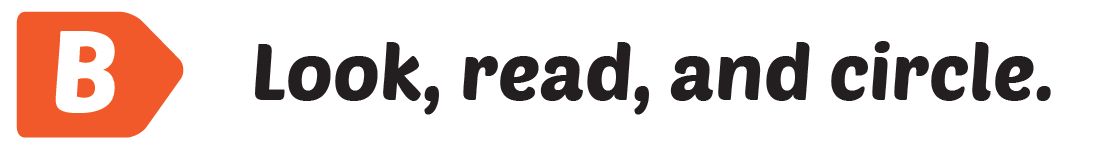 B Look, read, and circle.